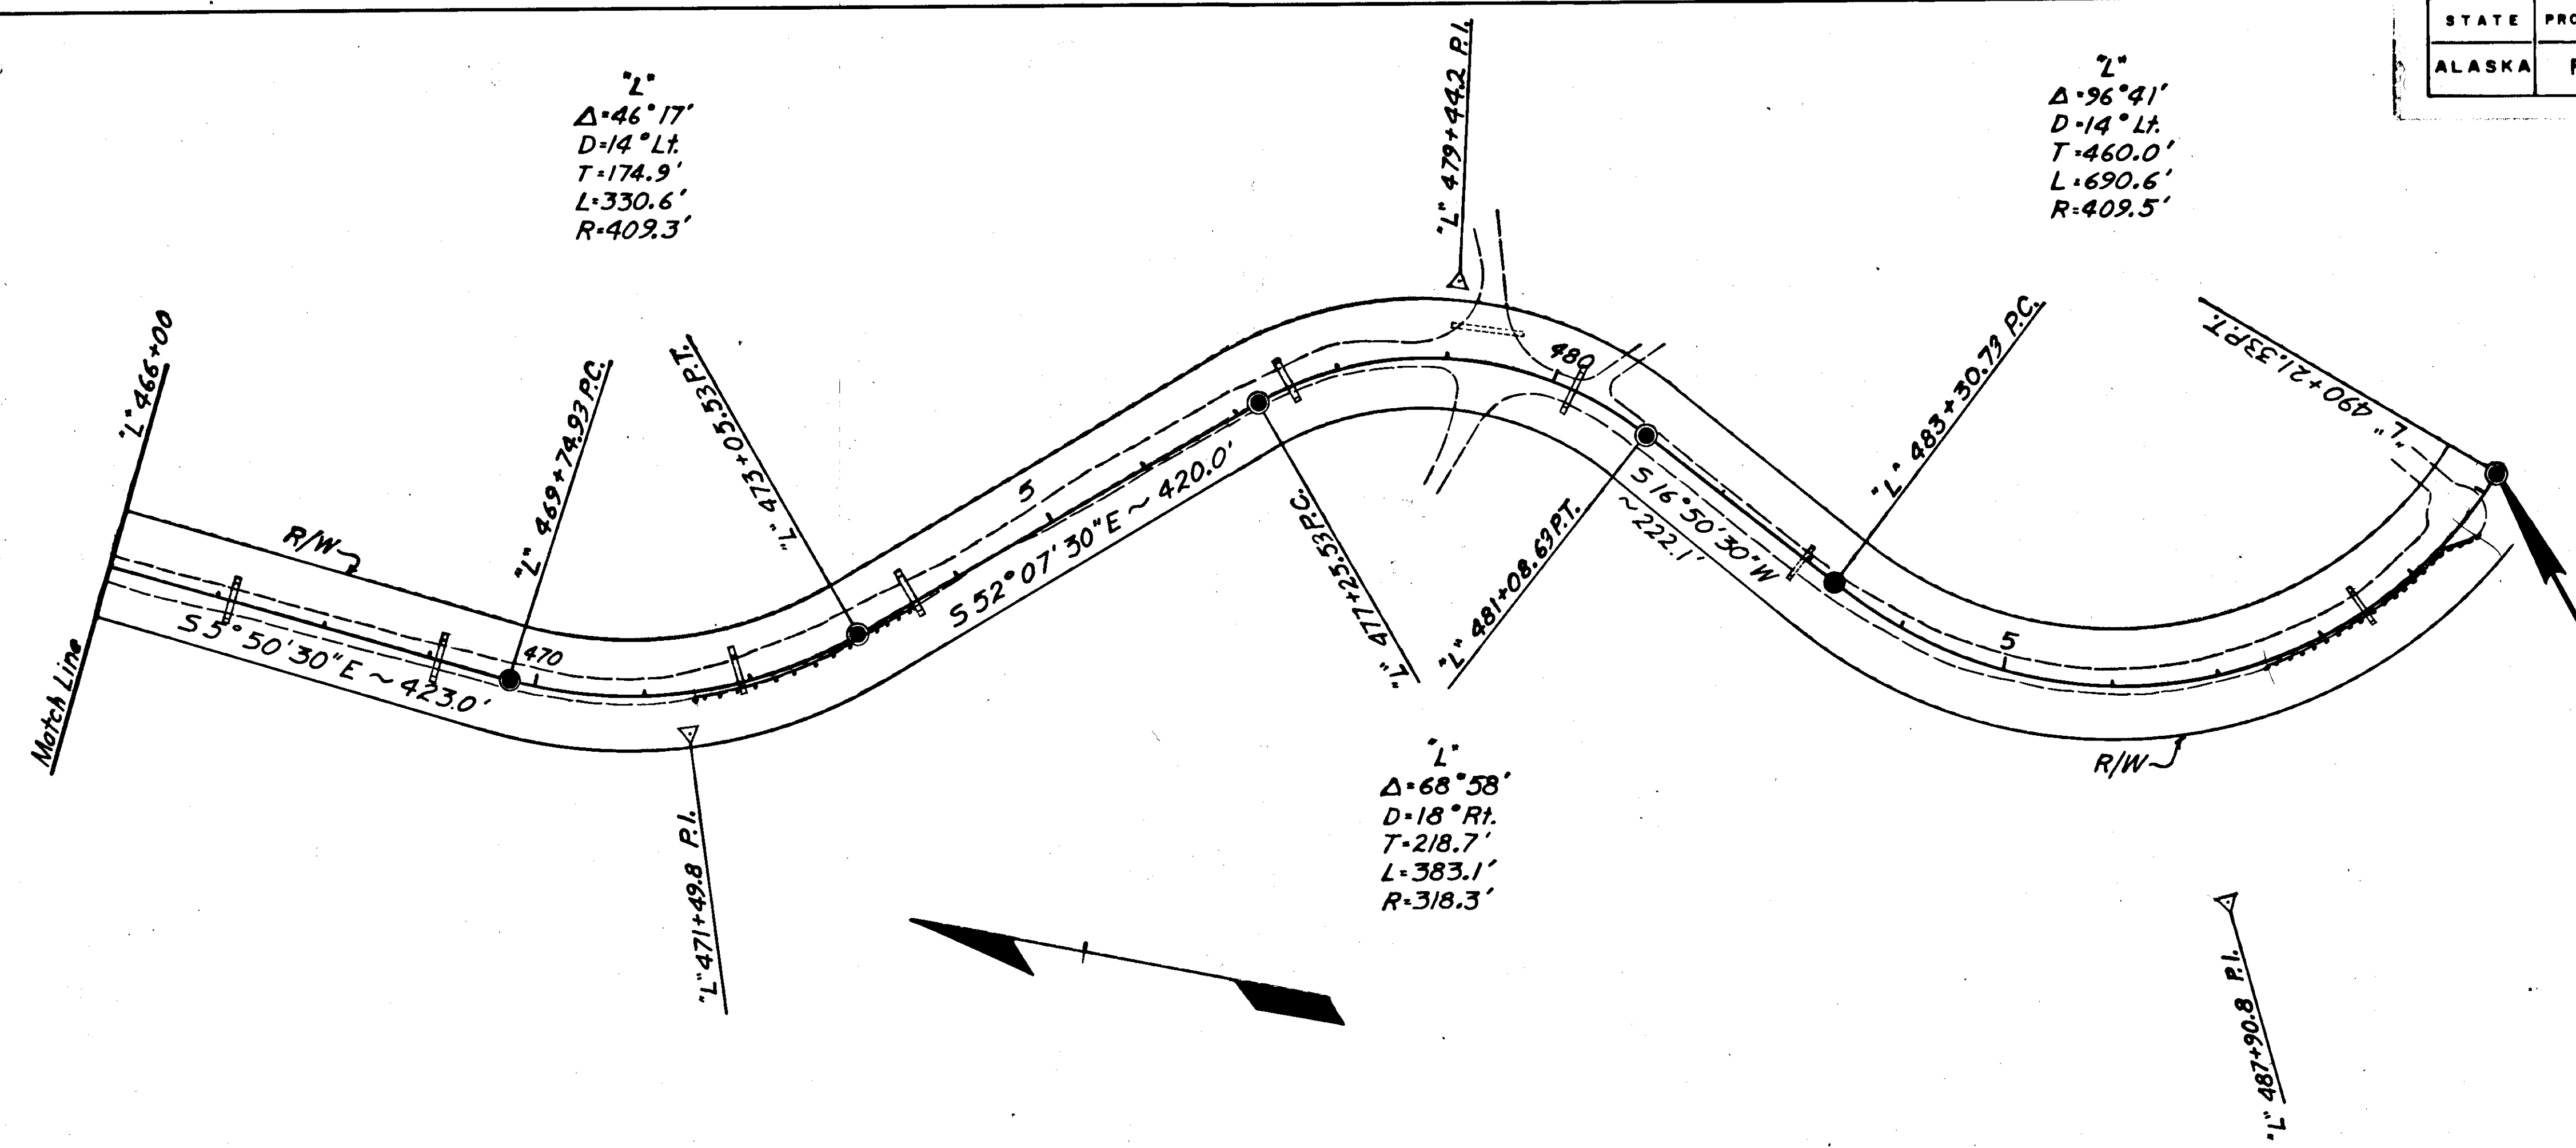 STATE
ALASKA
"L"
Δ=46°17'
D=14° Lt.
T=174.9'
L=330.6'
R=409.3'
"L" 479+44.2 P.I.
"L"
Δ=96°41'
D=14° Lt.
T=460.0'
L=690.6'
R=409.5'
"L" 466+00
Match Line
R/W
S 5°50'30"E ~ 423.0'
"L" 469+74.93 P.C.
470
"L" 473+05.53 P.T.
"L" 471+49.8 P.I.
5
S 52°07'30"E ~ 420.0'
"L" 477+25.53 P.C.
480
"L" 481+08.63 P.T.
S 16°50'30"W
~222.1'
"L" 483+30.73 P.C.
5
"L" 490+21.33 P.T.
R/W
"L"
Δ=68°58'
D=18° Rt.
T=218.7'
L=383.1'
R=318.3'
"L" 487+90.8 P.I.